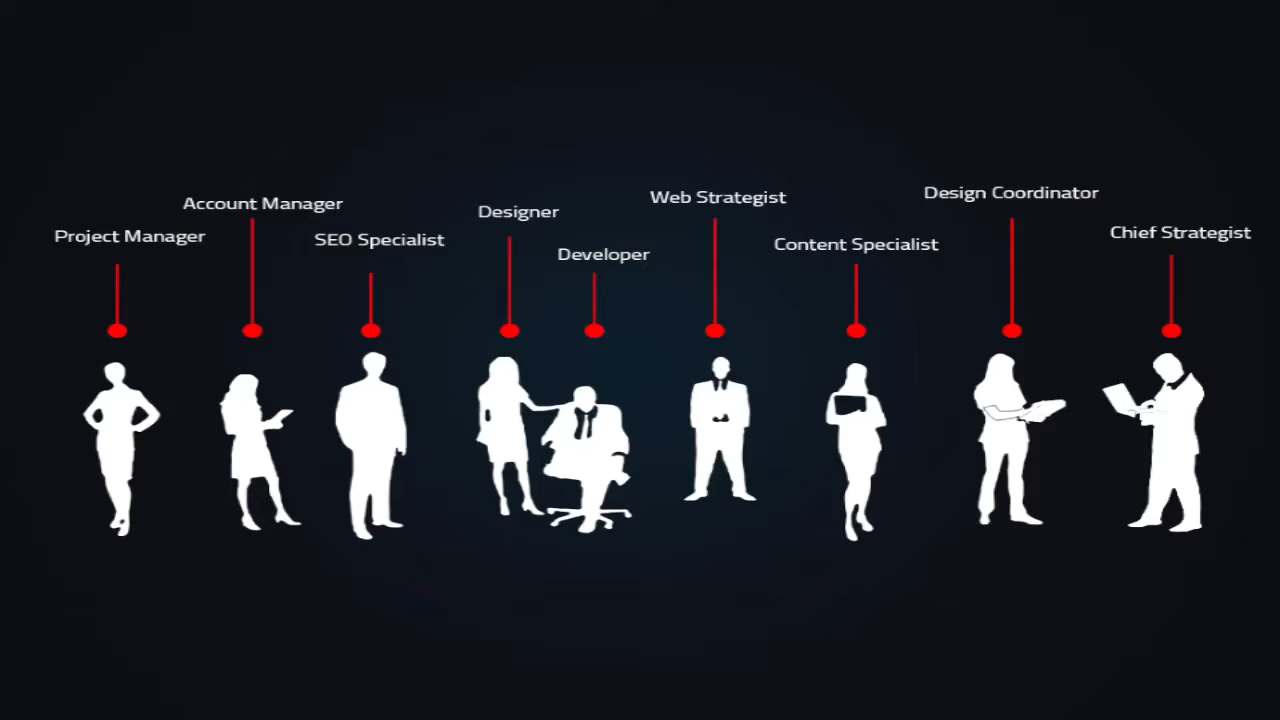 Project Manager
Account Manager
SEO Specialist
Designer
Developer
Web Strategist
Content Specialist
Design Coordinator
Chief Strategist